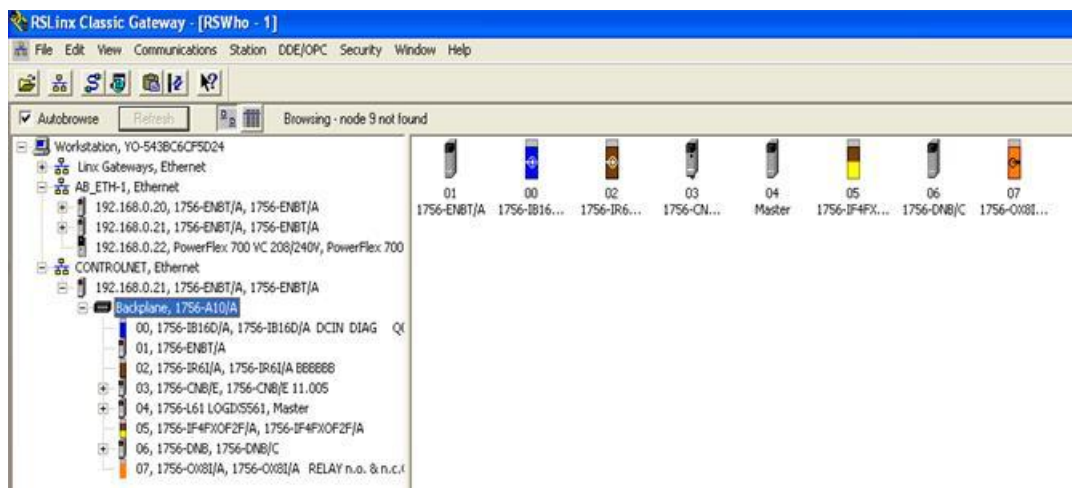 RSLinx Classic Gateway - [RSWho - 1]
File Edit View Communications Station DDE/OPC Security Window Help
Autobrowse Refresh Browsing - node 9 not found
Workstation, YO-543BC6CF5D24
Linx Gateways, Ethernet
AB_ETH-1, Ethernet
192.168.0.20, 1756-ENBT/A, 1756-ENBT/A
192.168.0.21, 1756-ENBT/A, 1756-ENBT/A
192.168.0.22, PowerFlex 700 VC 208/240V, PowerFlex 700
CONTROLNET, Ethernet
192.168.0.21, 1756-ENBT/A, 1756-ENBT/A
Backplane, 1756-A10/A
00, 1756-IB16D/A, 1756-IB16D/A DCIN DIAG
01, 1756-ENBT/A
02, 1756-IR6I/A, 1756-IR6I/A BBBBBB
03, 1756-CNB/E, 1756-CNB/E 11.005
04, 1756-L61 LOGIX5561, Master
05, 1756-IF4FXOF2F/A, 1756-IF4FXOF2F/A
06, 1756-DNB, 1756-DNB/C
07, 1756-OX8I/A, 1756-OX8I/A RELAY n.o. & n.c.
01 00 02 03 04 05 06 07
1756-ENBT/A 1756-IB16... 1756-IR6... 1756-CN... Master 1756-IF4FX... 1756-DNB/C 1756-OX8I...